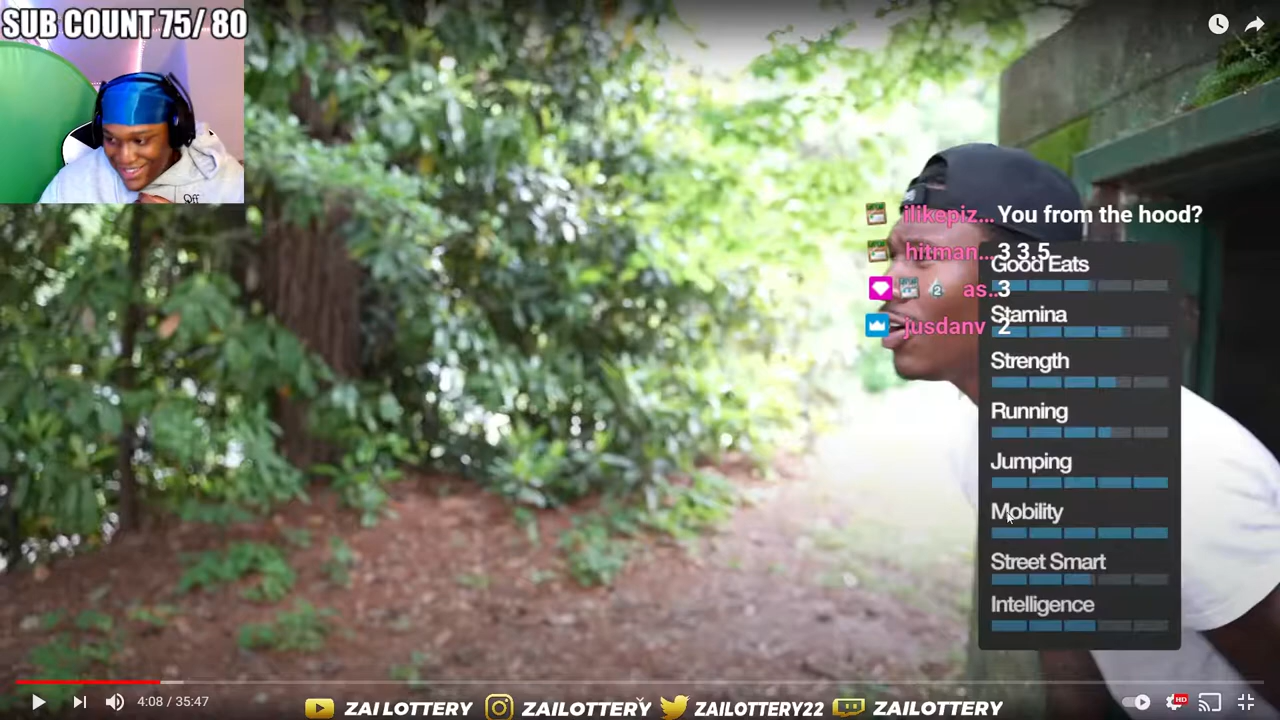 SUB COUNT 75/ 80
ilikepiz... You from the hood?
hitman... 3 3.5
as.. 3
jusdanv 2
Good Eats
Stamina
Strength
Running
Jumping
Mobility
Street Smart
Intelligence
4:08 / 35:47
HD
ZAI LOTTERY
ZAILOTTERY
ZAILOTTERY22
ZAILOTTERY